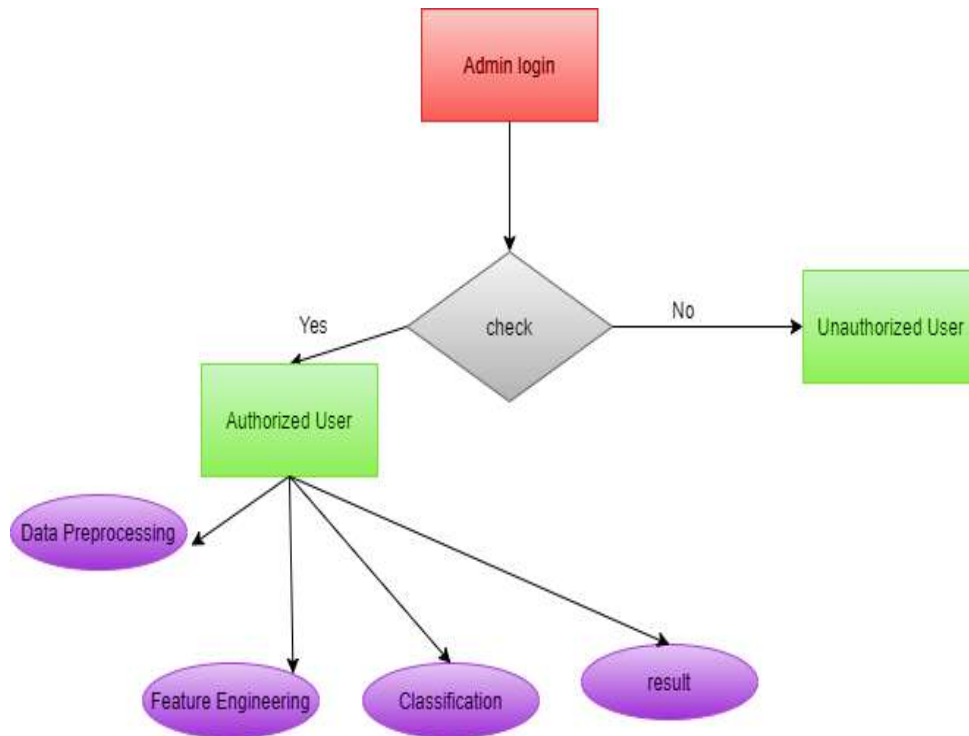 Admin login
check
Yes
No
Unauthorized User
Authorized User
Data Preprocessing
Feature Engineering
Classification
result